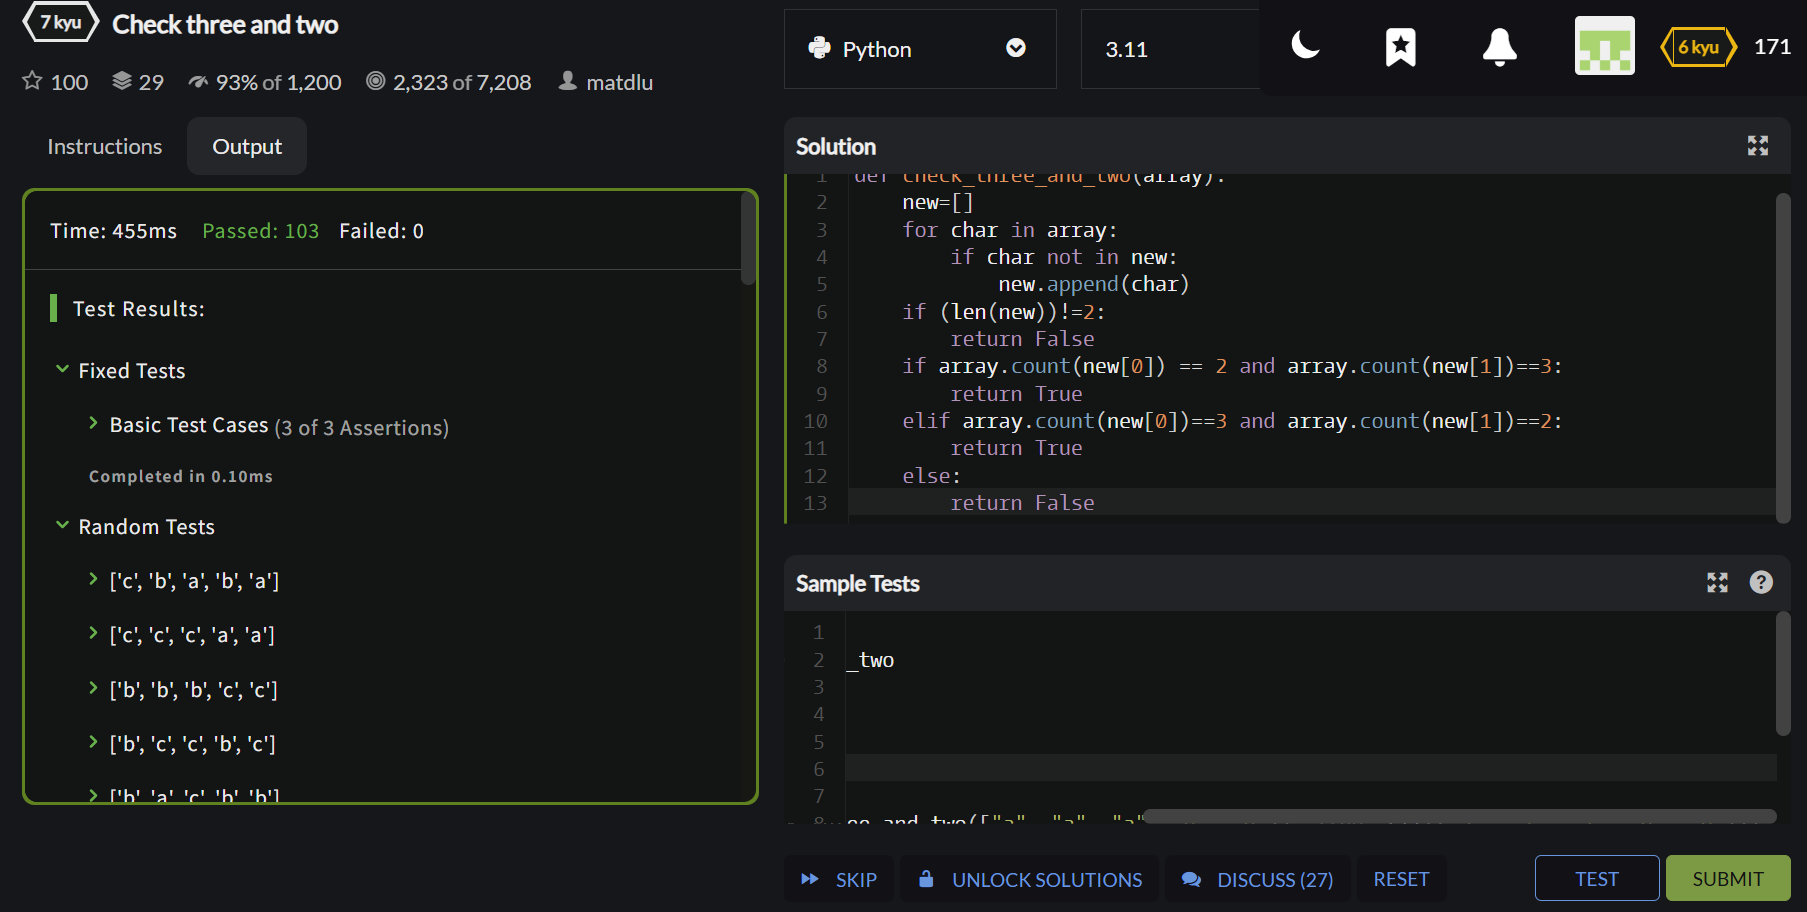 7 kyu Check three and two
100 29 93% of 1,200 2,323 of 7,208 matdlu
Instructions Output
Time: 455ms Passed: 103 Failed: 0
Test Results:
Fixed Tests
Basic Test Cases (3 of 3 Assertions)
Completed in 0.10ms
Random Tests
['c', 'b', 'a', 'b', 'a']
['c', 'c', 'c', 'a', 'a']
['b', 'b', 'b', 'c', 'c']
['b', 'c', 'c', 'b', 'c']
['b', 'a', 'c', 'b', 'b']
Python 3.11 6 kyu 171
Solution
1 def check_three_and_two(array):
2 new=[]
3 for char in array:
4 if char not in new:
5 new.append(char)
6 if (len(new))!=2:
7 return False
8 if array.count(new[0]) == 2 and array.count(new[1])==3:
9 return True
10 elif array.count(new[0])==3 and array.count(new[1])==2:
11 return True
12 else:
13 return False
Sample Tests
1
2 _two
3
4
5
6
7
8 ee_and_two(["a", "a", "a"
SKIP UNLOCK SOLUTIONS DISCUSS (27) RESET TEST SUBMIT